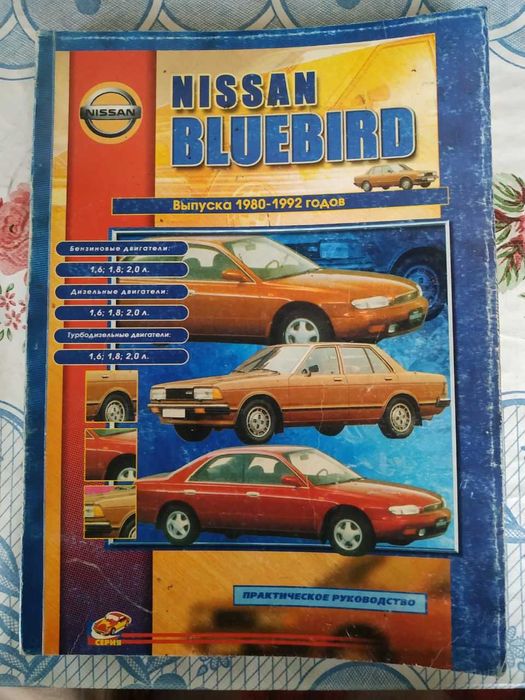 NISSAN
NISSAN
BLUEBIRD
Выпуска 1980-1992 годов
Бензиновые двигатели:
1,6; 1,8; 2,0 л.
Дизельные двигатели:
1,6; 1,8; 2,0 л.
Турбодизельные двигатели:
1,6; 1,8; 2,0 л.
ПРАКТИЧЕСКОЕ РУКОВОДСТВО
СЕРИЯ